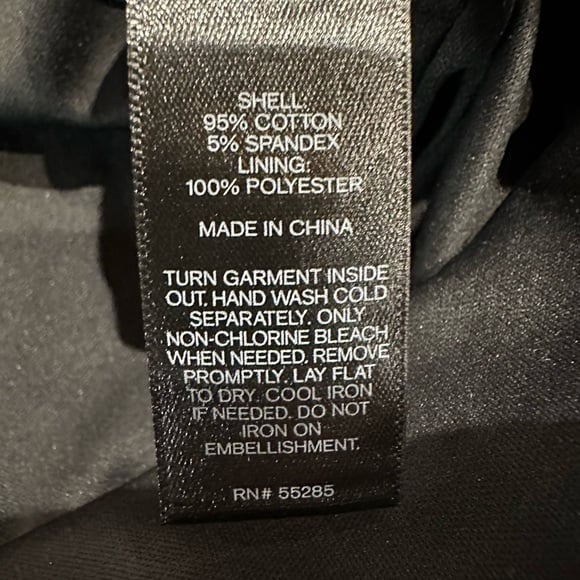 SHELL:
95% COTTON
5% SPANDEX
LINING:
100% POLYESTER
MADE IN CHINA
TURN GARMENT INSIDE
OUT. HAND WASH COLD
SEPARATELY. ONLY
NON-CHLORINE BLEACH
WHEN NEEDED. REMOVE
PROMPTLY. LAY FLAT
TO DRY. COOL IRON
IF NEEDED. DO NOT
IRON ON
EMBELLISHMENT.
RN# 55285